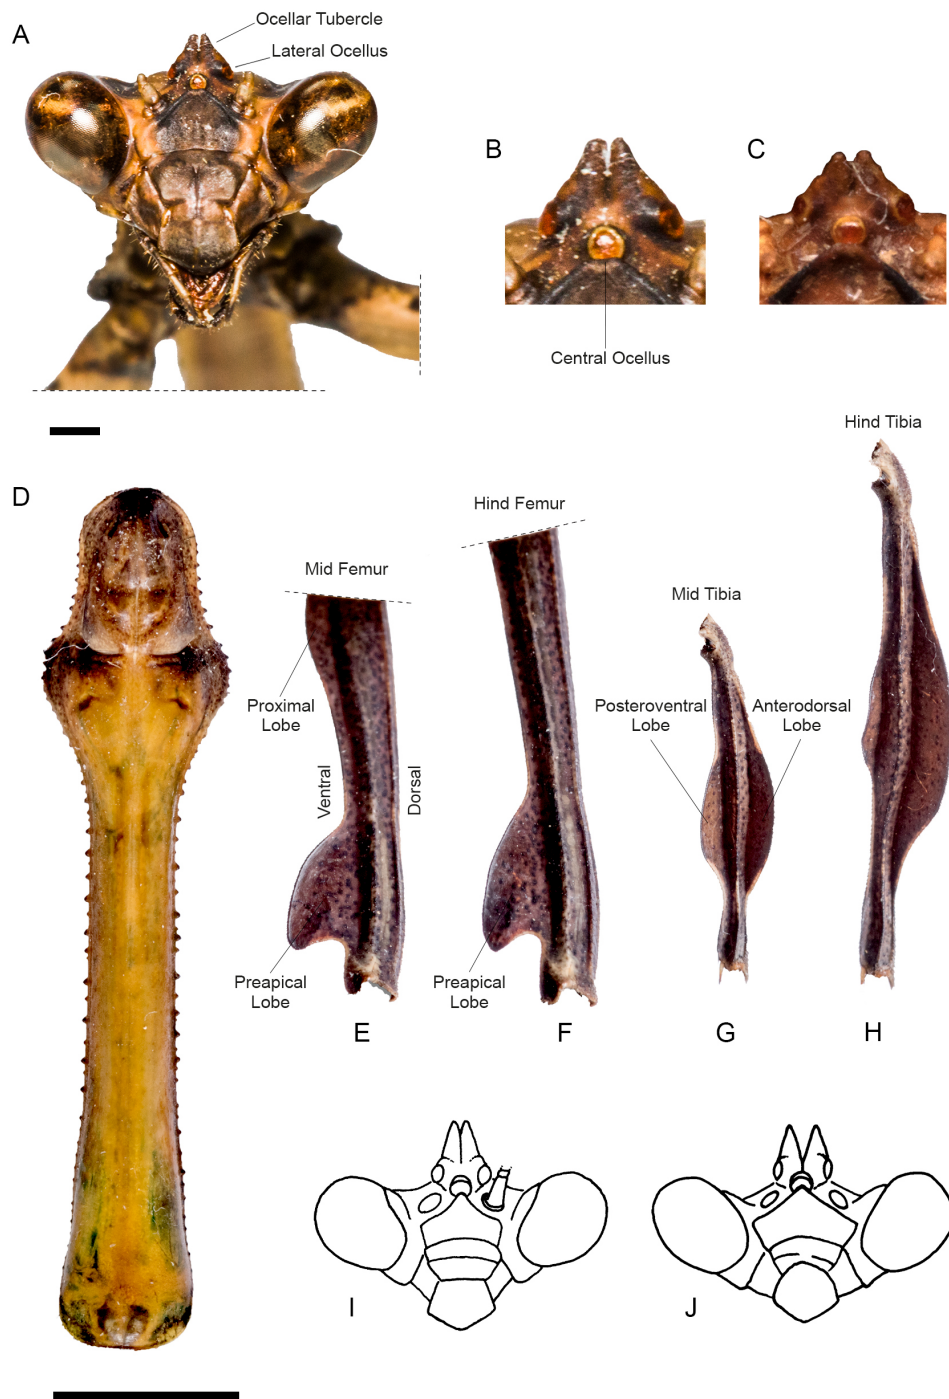 A
Ocellar Tubercle
Lateral Ocellus
B
C
Central Ocellus
D
Hind Tibia
Hind Femur
Mid Femur
Mid Tibia
Proximal
Lobe
Posteroventral
Lobe
Anterodorsal
Lobe
Ventral
Dorsal
Preapical
Lobe
Preapical
Lobe
E
F
G
H
I
J